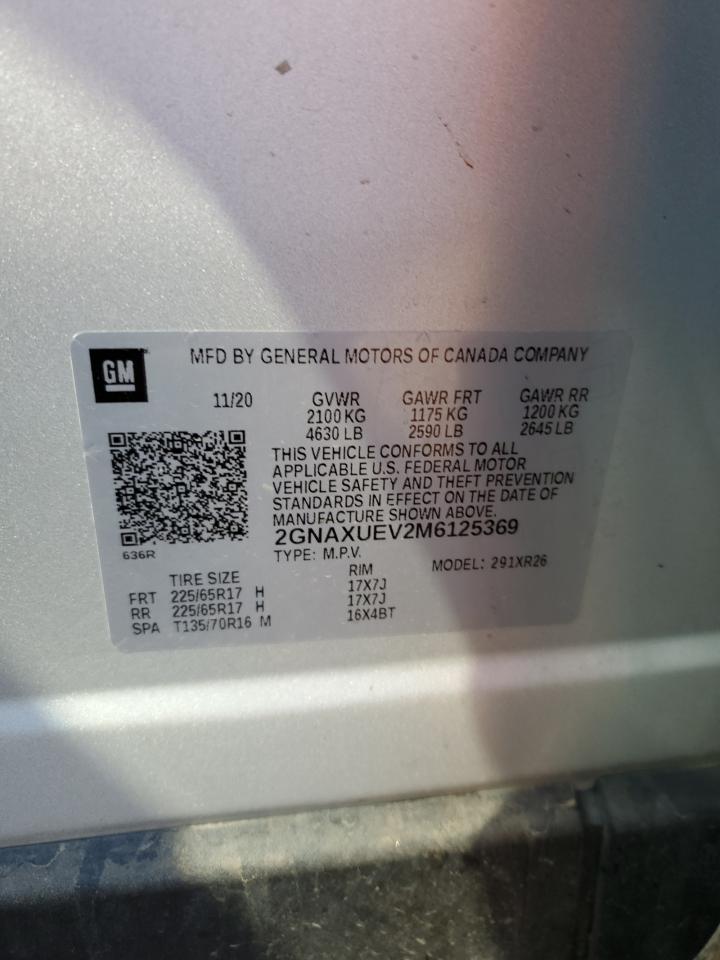 GM
MFD BY GENERAL MOTORS OF CANADA COMPANY
11/20 GVWR GAWR FRT GAWR RR
2100 KG 1175 KG 1200 KG
4630 LB 2590 LB 2645 LB
THIS VEHICLE CONFORMS TO ALL
APPLICABLE U.S. FEDERAL MOTOR
VEHICLE SAFETY AND THEFT PREVENTION
STANDARDS IN EFFECT ON THE DATE OF
MANUFACTURE SHOWN ABOVE.
2GNAXUEV2M6125369
636R
TYPE: M.P.V. MODEL: 291XR26
TIRE SIZE RIM
FRT 225/65R17 H 17X7J
RR 225/65R17 H 17X7J
SPA T135/70R16 M 16X4BT